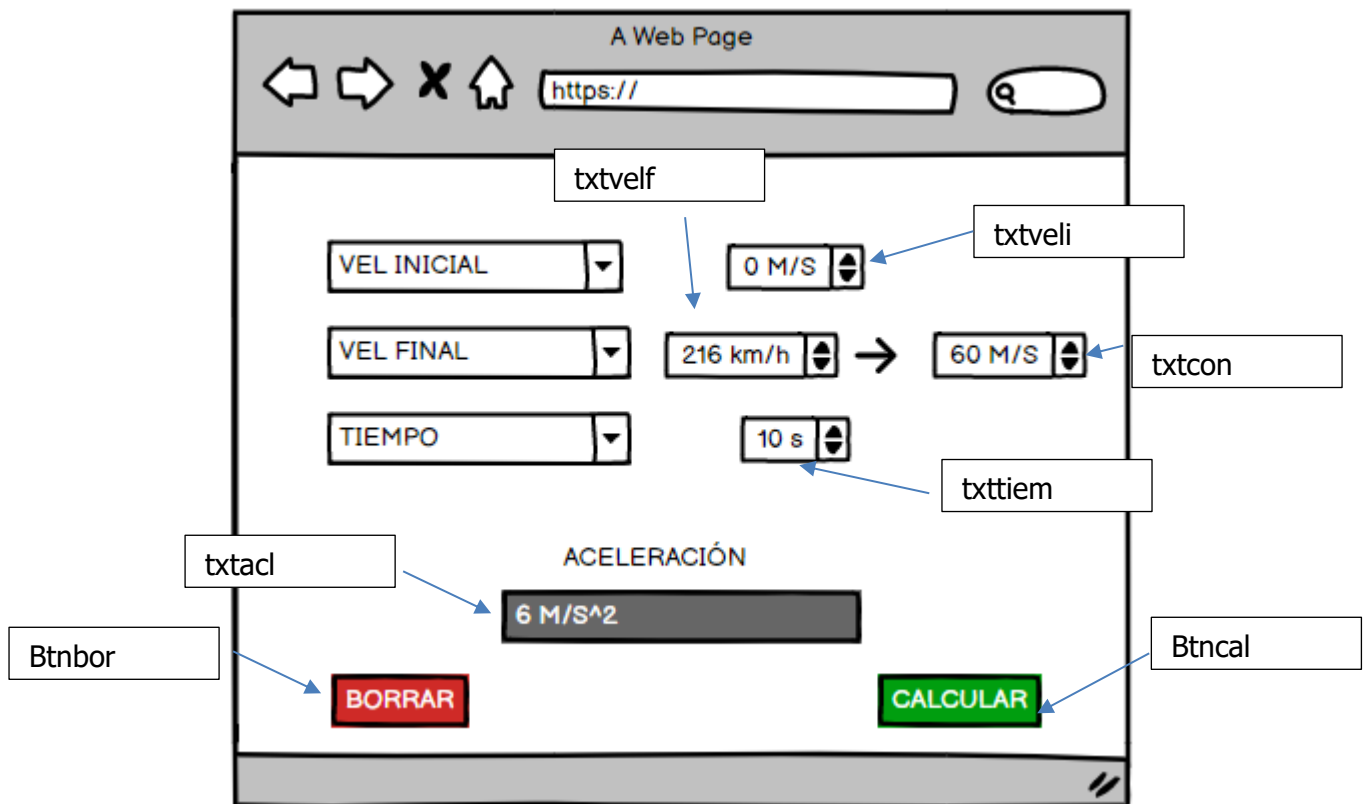 A Web Page
https://
txtvelf
txtveli
VEL INICIAL
0 M/S
VEL FINAL
216 km/h
60 M/S
txtcon
TIEMPO
10 s
txttiem
ACELERACIÓN
txtacl
6 M/S^2
Btnbor
Btncal
BORRAR
CALCULAR